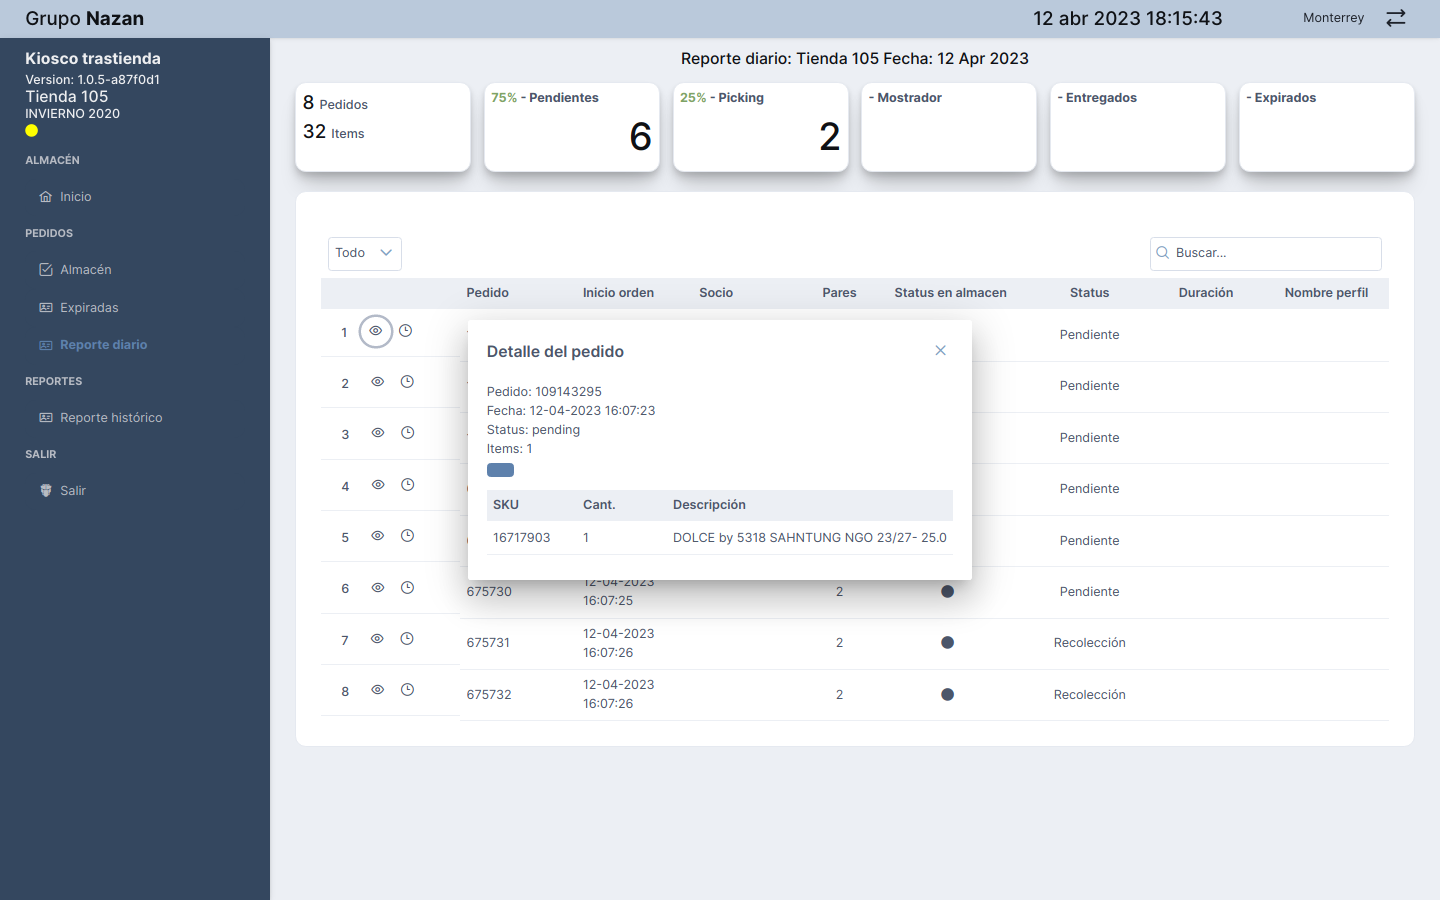 Grupo Nazan
12 abr 2023 18:15:43
Monterrey
Kiosco trastienda
Version: 1.0.5-a87f0d1
Tienda 105
INVIERNO 2020
ALMACÉN
Inicio
PEDIDOS
Almacén
Expiradas
Reporte diario
REPORTES
Reporte histórico
SALIR
Salir
Reporte diario: Tienda 105 Fecha: 12 Apr 2023
8 Pedidos
32 Items
75% - Pendientes
6
25% - Picking
2
- Mostrador
- Entregados
- Expirados
Todo
Buscar...
Pedido Inicio orden Socio Pares Status en almacen Status Duración Nombre perfil
1 Pendiente
2 Pendiente
3 Pendiente
4 Pendiente
5 Pendiente
Detalle del pedido
Pedido: 109143295
Fecha: 12-04-2023 16:07:23
Status: pending
Items: 1
SKU Cant. Descripción
16717903 1 DOLCE by 5318 SAHNTUNG NGO 23/27- 25.0
6 675730 12-04-2023 16:07:25 2 Pendiente
7 675731 12-04-2023 16:07:26 2 Recolección
8 675732 12-04-2023 16:07:26 2 Recolección